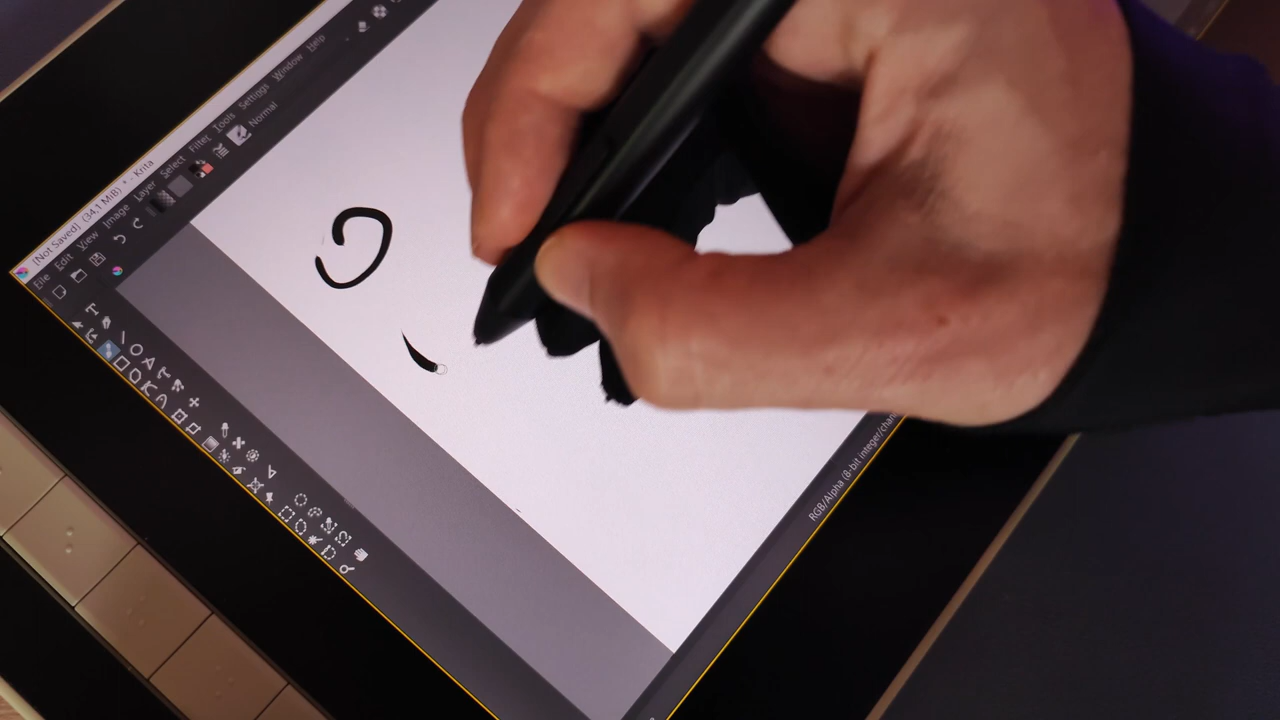 [Not Saved] (34,1 MiB) * - Krita
File Edit View Image Layer Select Filter Tools Settings Window Help
Normal
RGB/Alpha (8-bit integer/chan